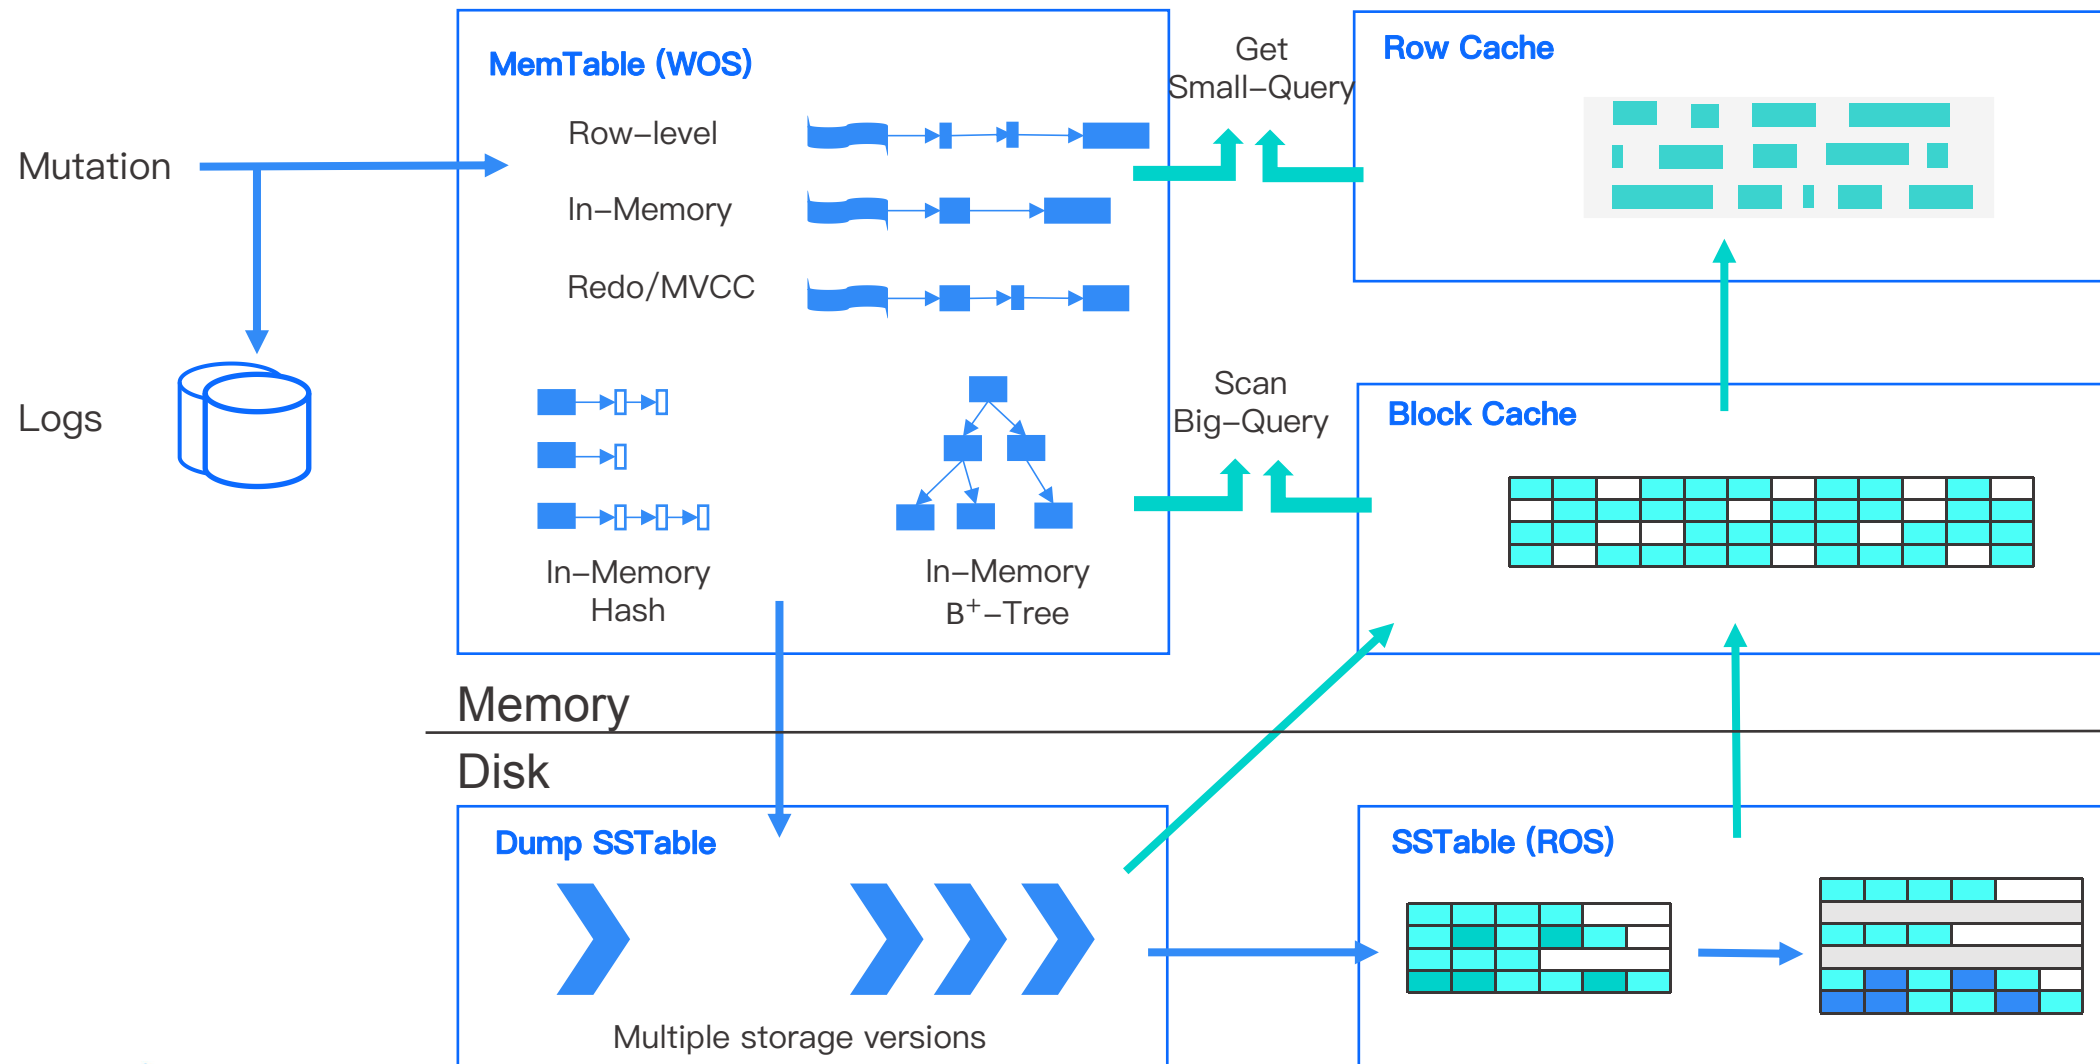 Mutation
Logs
MemTable (WOS)
Row-level
In-Memory
Redo/MVCC
In-Memory
Hash
In-Memory
B⁺-Tree
Get
Small-Query
Scan
Big-Query
Row Cache
Block Cache
Memory
Disk
Dump SSTable
Multiple storage versions
SSTable (ROS)